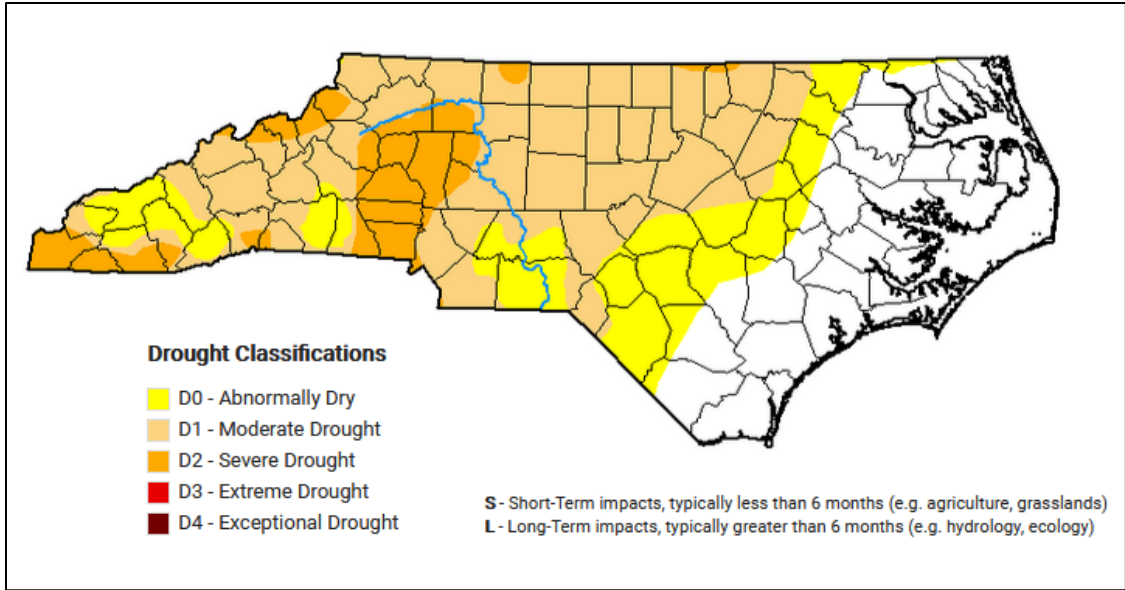 Drought Classifications
D0 - Abnormally Dry
D1 - Moderate Drought
D2 - Severe Drought
D3 - Extreme Drought
D4 - Exceptional Drought
S - Short-Term impacts, typically less than 6 months (e.g. agriculture, grasslands)
L - Long-Term impacts, typically greater than 6 months (e.g. hydrology, ecology)